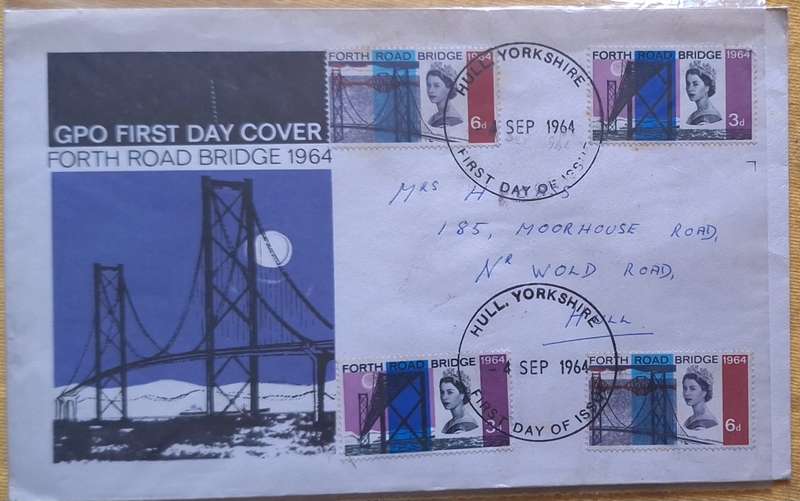 GPO FIRST DAY COVER
FORTH ROAD BRIDGE 1964
FORTH ROAD BRIDGE 1964
6d
HULL, YORKSHIRE
4 SEP 1964
FIRST DAY OF ISSUE
FORTH ROAD BRIDGE 1964
3d
MRS H
185, MOORHOUSE ROAD,
NR WOLD ROAD,
HULL.
HULL, YORKSHIRE
-4 SEP 1964
FIRST DAY OF ISSUE
FORTH ROAD BRIDGE 1964
3d
FORTH ROAD BRIDGE 1964
6d